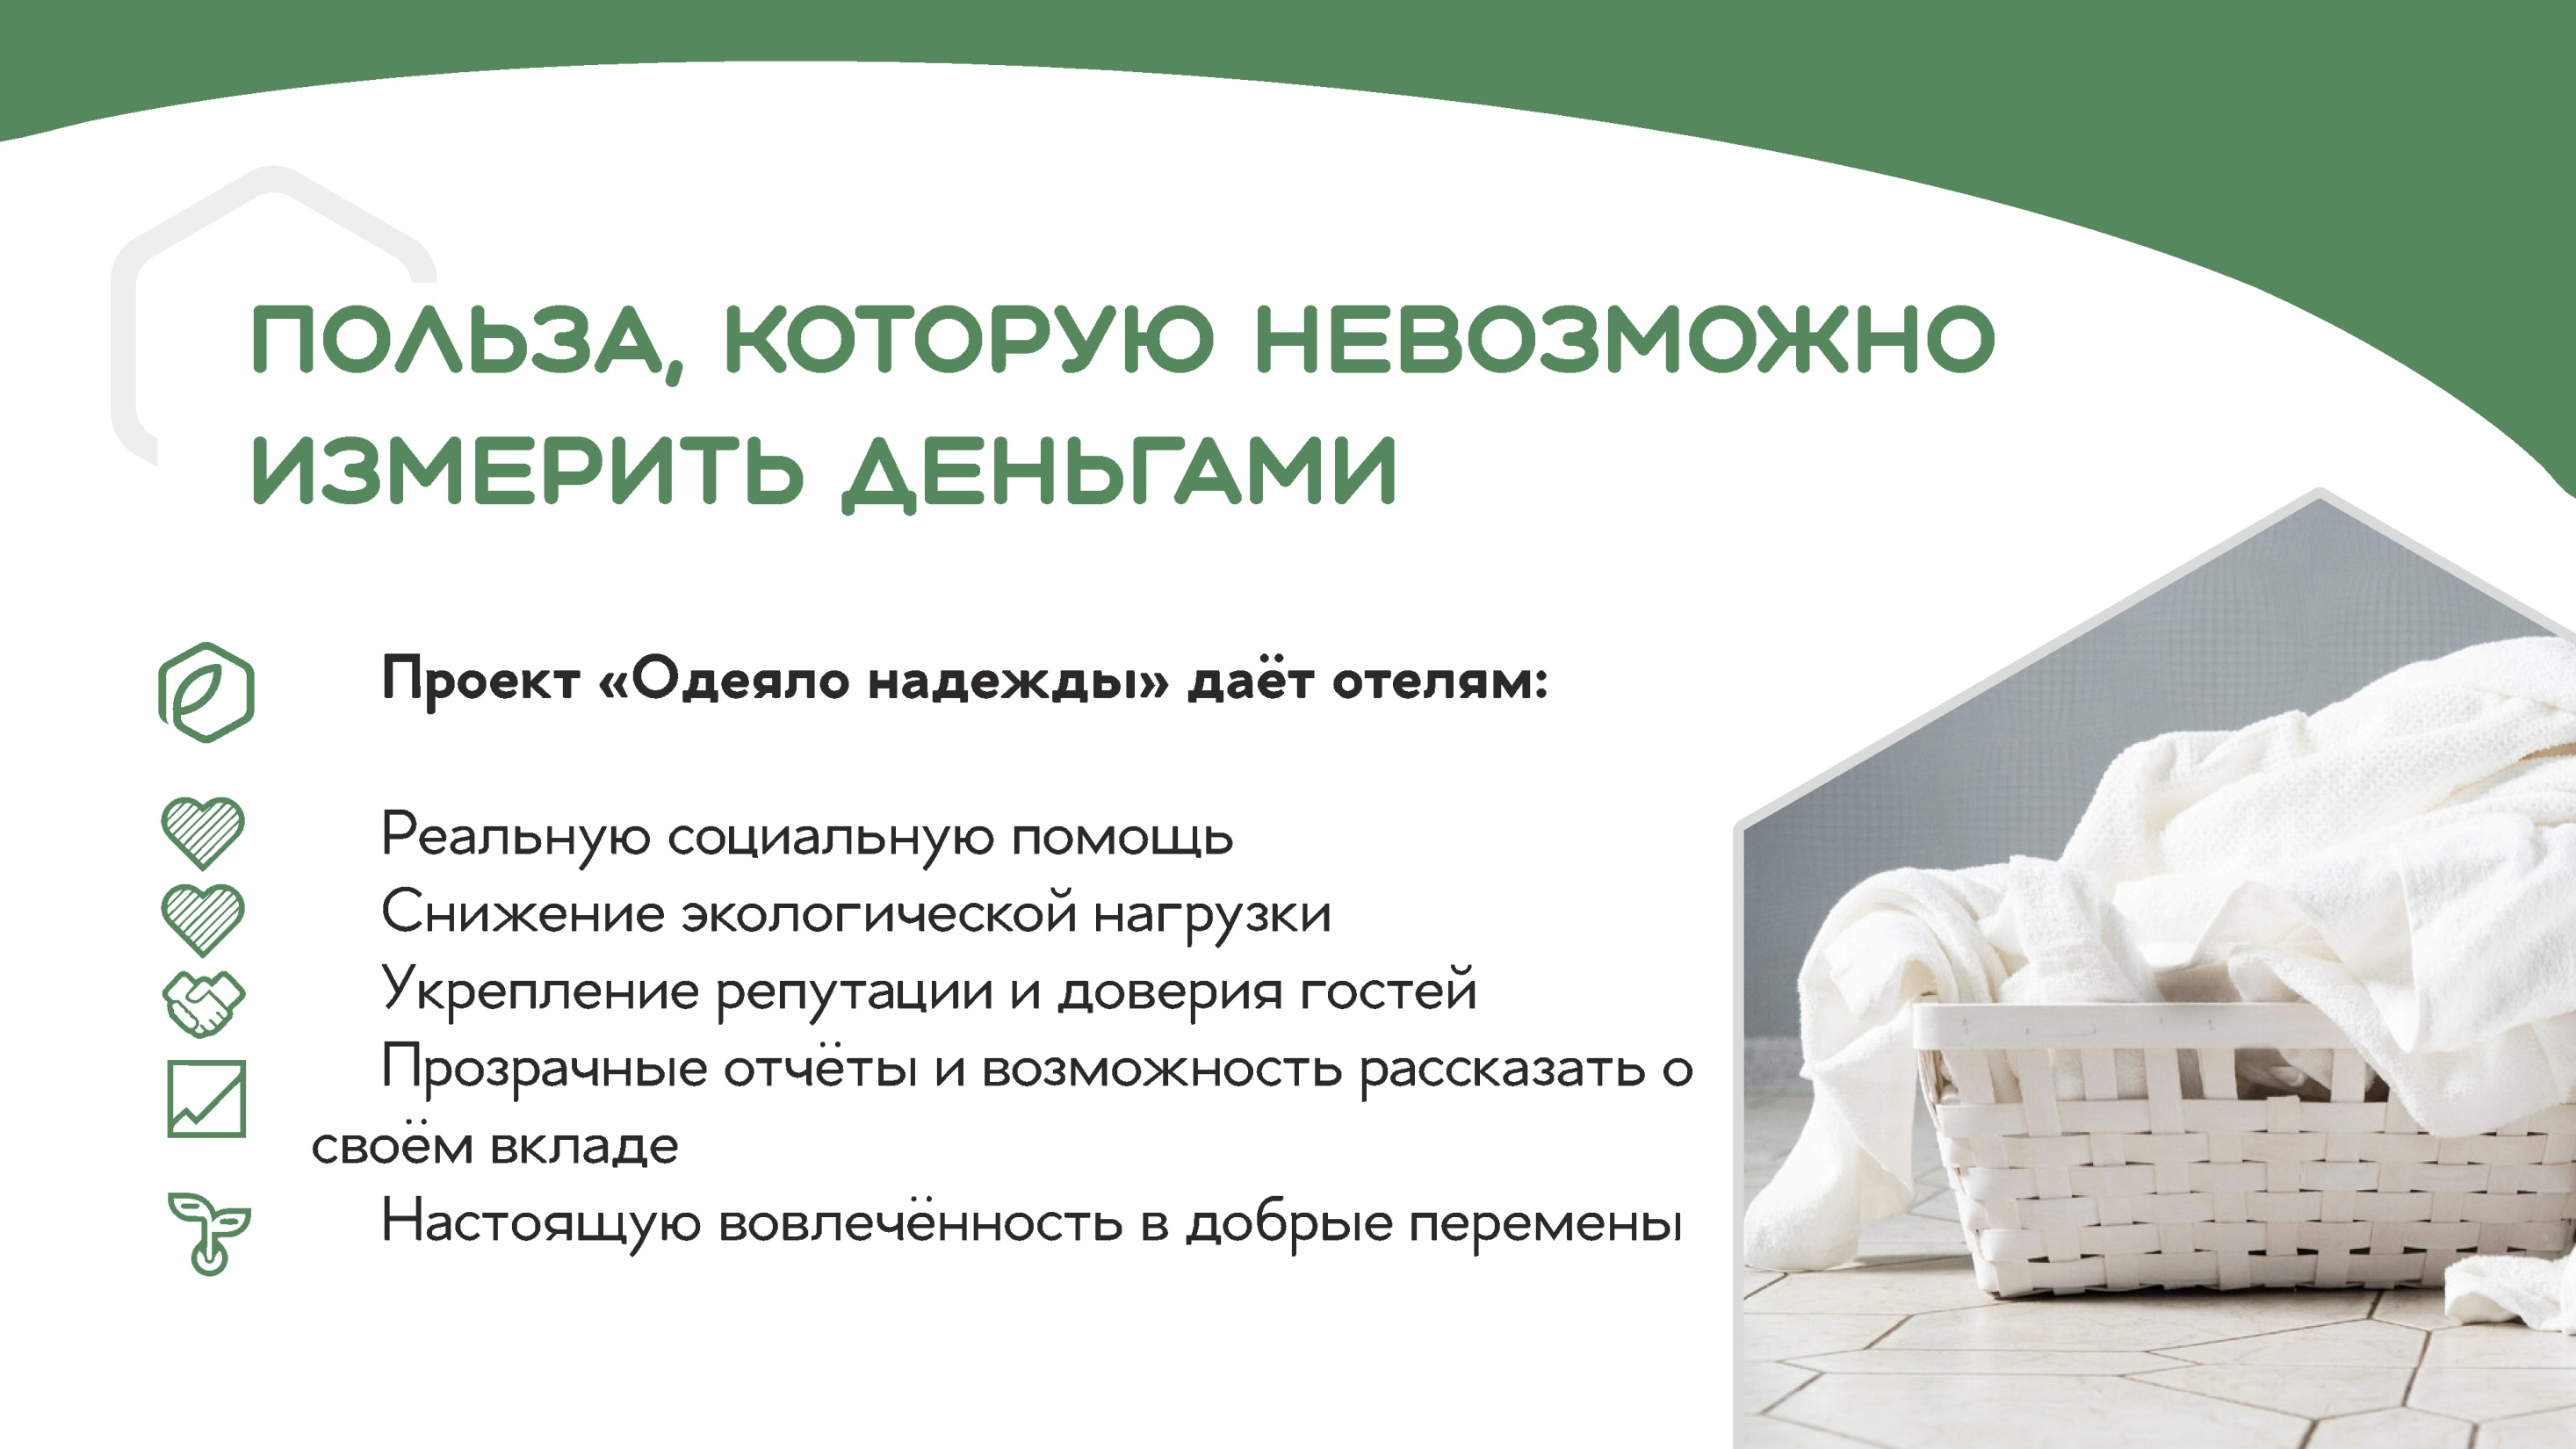 ПОЛЬЗА, КОТОРУЮ НЕВОЗМОЖНО
ИЗМЕРИТЬ ДЕНЬГАМИ
Проект «Одеяло надежды» даёт отелям:
Реальную социальную помощь
Снижение экологической нагрузки
Укрепление репутации и доверия гостей
Прозрачные отчёты и возможность рассказать о
своём вкладе
Настоящую вовлечённость в добрые перемены